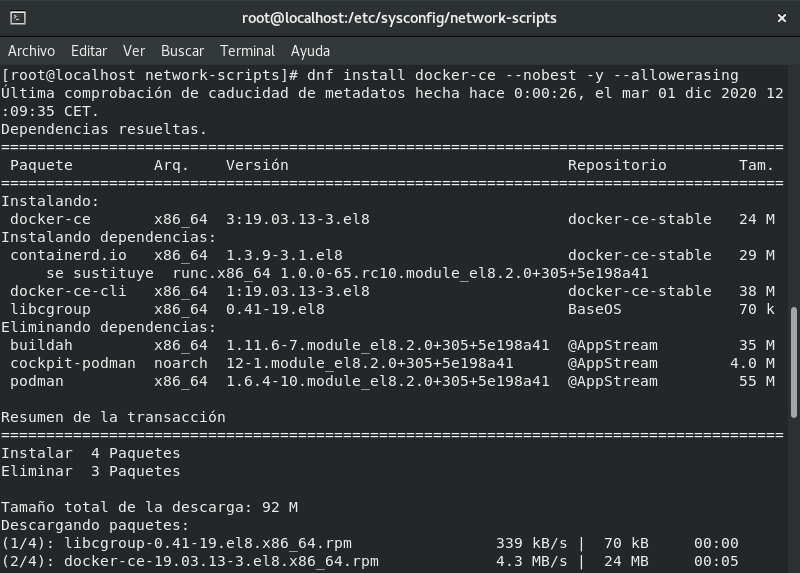 root@localhost:/etc/sysconfig/network-scripts ×
Archivo Editar Ver Buscar Terminal Ayuda
[root@localhost network-scripts]# dnf install docker-ce --nobest -y --allowerasing
Última comprobación de caducidad de metadatos hecha hace 0:00:26, el mar 01 dic 2020 12
:09:35 CET.
Dependencias resueltas.
=======================================================================================
 Paquete         Arq.    Versión                               Repositorio        Tam.
=======================================================================================
Instalando:
 docker-ce       x86_64  3:19.03.13-3.el8                      docker-ce-stable   24 M
Instalando dependencias:
 containerd.io   x86_64  1.3.9-3.1.el8                         docker-ce-stable   29 M
     se sustituye  runc.x86_64 1.0.0-65.rc10.module_el8.2.0+305+5e198a41
 docker-ce-cli   x86_64  1:19.03.13-3.el8                      docker-ce-stable   38 M
 libcgroup       x86_64  0.41-19.el8                           BaseOS             70 k
Eliminando dependencias:
 buildah         x86_64  1.11.6-7.module_el8.2.0+305+5e198a41  @AppStream         35 M
 cockpit-podman  noarch  12-1.module_el8.2.0+305+5e198a41      @AppStream        4.0 M
 podman          x86_64  1.6.4-10.module_el8.2.0+305+5e198a41  @AppStream         55 M
Resumen de la transacción
=======================================================================================
Instalar  4 Paquetes
Eliminar  3 Paquetes
Tamaño total de la descarga: 92 M
Descargando paquetes:
(1/4): libcgroup-0.41-19.el8.x86_64.rpm                339 kB/s |  70 kB     00:00
(2/4): docker-ce-19.03.13-3.el8.x86_64.rpm             4.3 MB/s |  24 MB     00:05